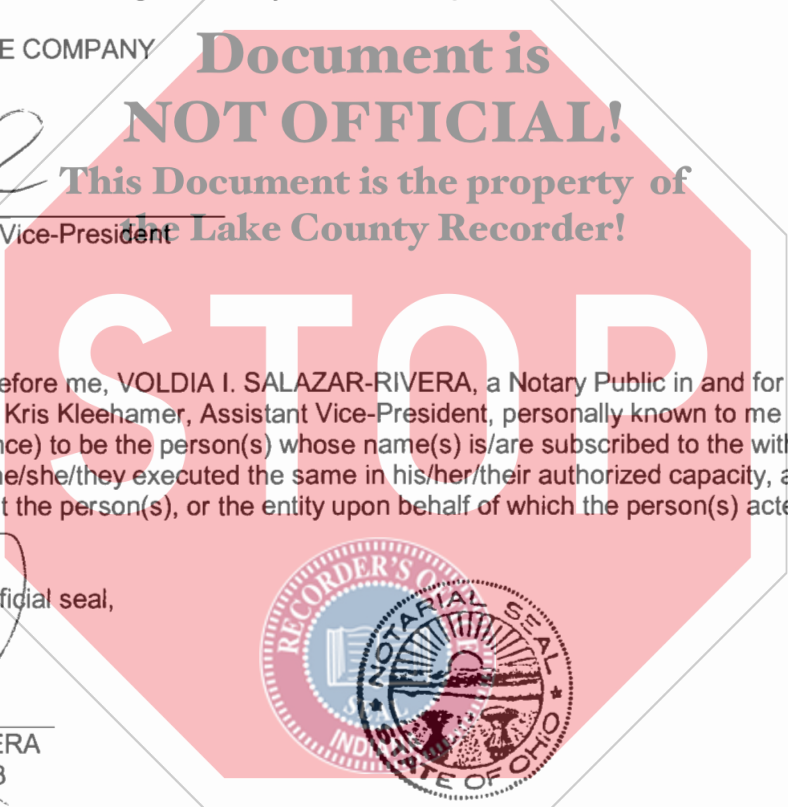 E COMPANY
Document is
NOT OFFICIAL!
This Document is the property of
the Lake County Recorder!
Vice-President
STOP
efore me, VOLDIA I. SALAZAR-RIVERA, a Notary Public in and for
Kris Kleehamer, Assistant Vice-President, personally known to me
nce) to be the person(s) whose name(s) is/are subscribed to the with
he/she/they executed the same in his/her/their authorized capacity, a
t the person(s), or the entity upon behalf of which the person(s) acte
ficial seal,
RECORDER'S
SEAL
NOTARIAL SEAL
STATE OF OHIO
ERA